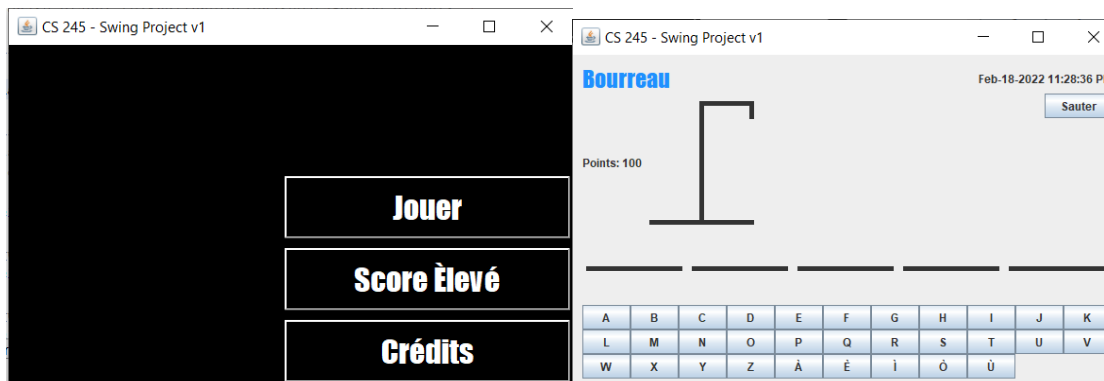 CS 245 - Swing Project v1
Jouer
Score Èlevé
Crédits
CS 245 - Swing Project v1
Bourreau
Feb-18-2022 11:28:36 P
Sauter
Points: 100
A B C D E F G H I J K
L M N O P Q R S T U V
W X Y Z À È Ì Ò Ù